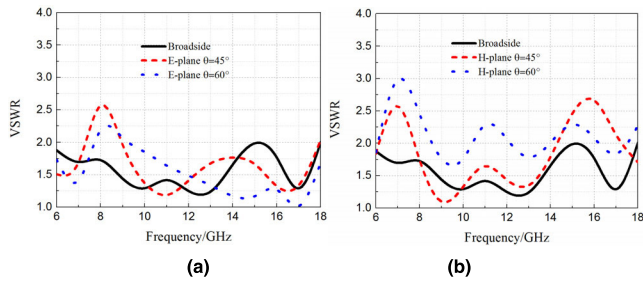 4.0
3.5
3.0
2.5
2.0
1.5
1.0
VSWR
Broadside
E-plane θ=45°
E-plane θ=60°
6 8 10 12 14 16 18
Frequency/GHz
(a)
4.0
3.5
3.0
2.5
2.0
1.5
1.0
VSWR
Broadside
H-plane θ=45°
H-plane θ=60°
6 8 10 12 14 16 18
Frequency/GHz
(b)